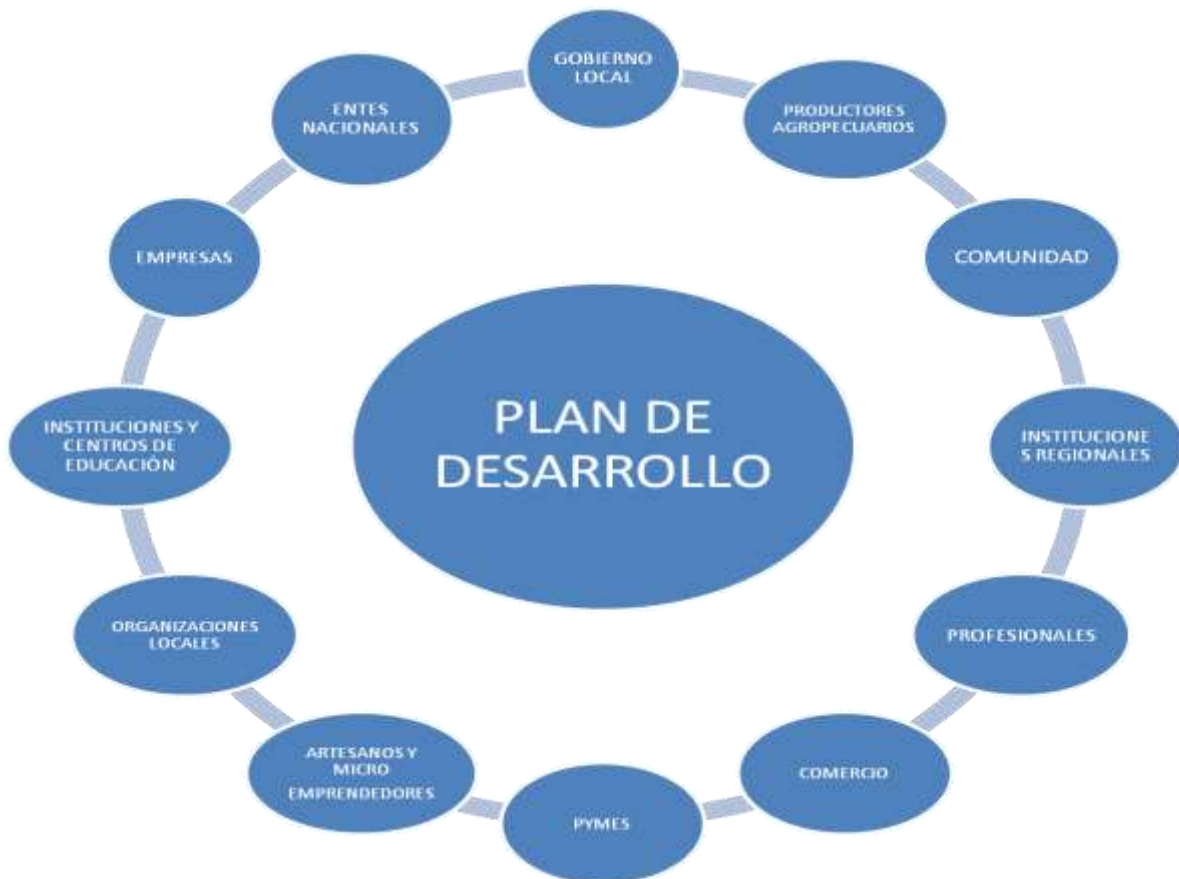 GOBIERNO
LOCAL
PRODUCTORES
AGROPECUARIOS
COMUNIDAD
INSTITUCIONE
S REGIONALES
PROFESIONALES
COMERCIO
PYMES
ARTESANOS Y
MICRO
EMPRENDEDORES
ORGANIZACIONES
LOCALES
INSTITUCIONES Y
CENTROS DE
EDUCACIÓN
EMPRESAS
ENTES
NACIONALES
PLAN DE
DESARROLLO